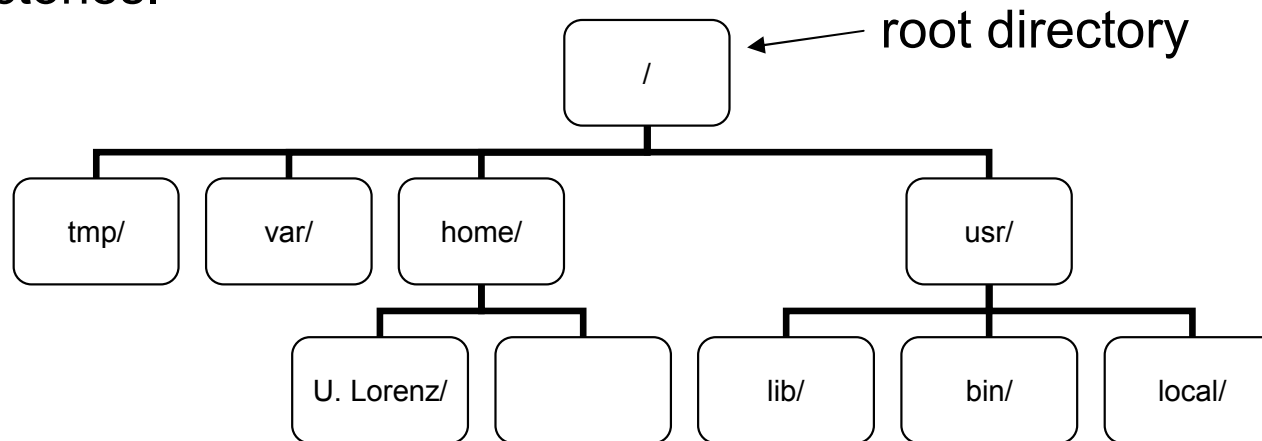 root directory
/
tmp/
var/
home/
usr/
U. Lorenz/
lib/
bin/
local/